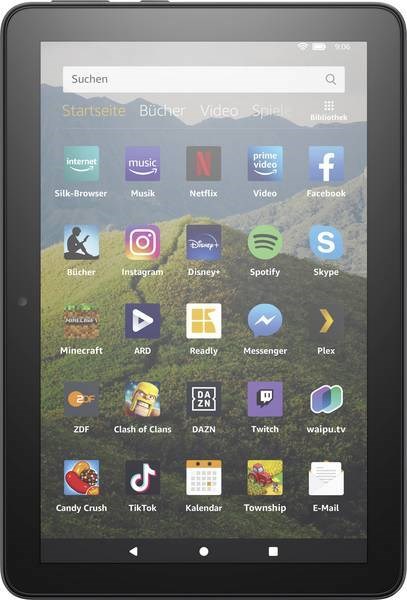 9:06
Suchen
Startseite Bücher Video Spiele
Bibliothek
internet music NETFLIX prime video
Silk-Browser Musik Netflix Video Facebook
Disney+
Bücher Instagram Disney+ Spotify Skype
MINECRAFT
Minecraft ARD Readly Messenger Plex
ZDF DAZN
ZDF Clash of Clans DAZN Twitch waipu.tv
Candy Crush TikTok Kalender Township E-Mail